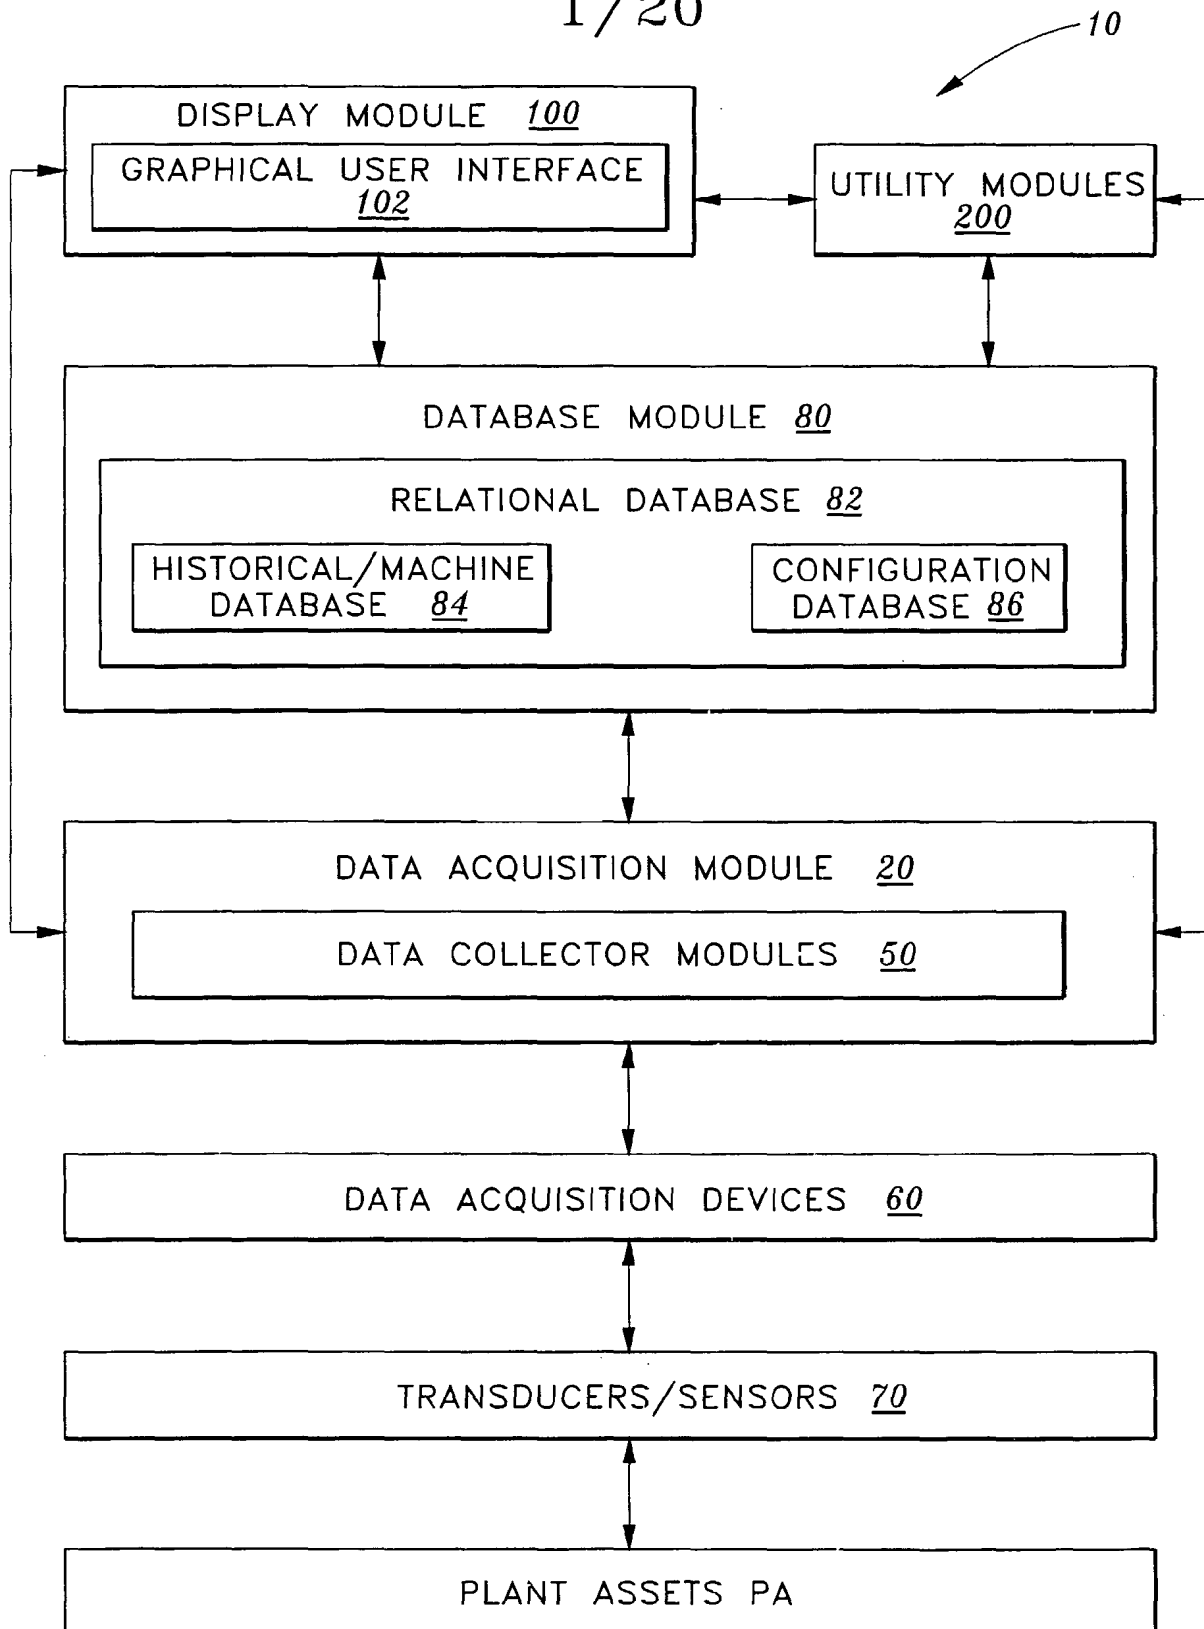 1/20
10
DISPLAY MODULE 100
GRAPHICAL USER INTERFACE
102
UTILITY MODULES
200
DATABASE MODULE 80
RELATIONAL DATABASE 82
HISTORICAL/MACHINE
DATABASE 84
CONFIGURATION
DATABASE 86
DATA ACQUISITION MODULE 20
DATA COLLECTOR MODULES 50
DATA ACQUISITION DEVICES 60
TRANSDUCERS/SENSORS 70
PLANT ASSETS PA